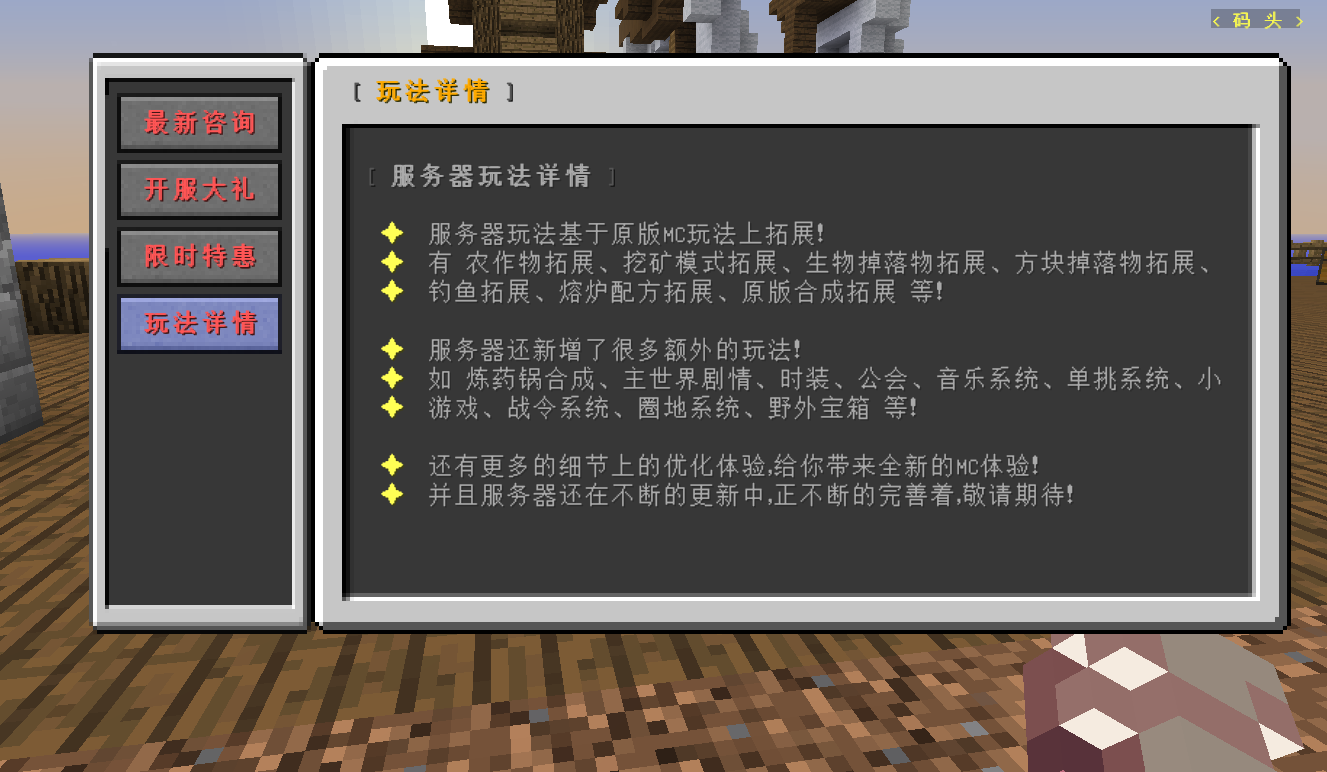 < 码 头 >
最新咨询
开服大礼
限时特惠
玩法详情
[ 玩法详情 ]
[ 服务器玩法详情 ]
服务器玩法基于原版MC玩法上拓展!
有 农作物拓展、挖矿模式拓展、生物掉落物拓展、方块掉落物拓展、
钓鱼拓展、熔炉配方拓展、原版合成拓展 等!
服务器还新增了很多额外的玩法!
如 炼药锅合成、主世界剧情、时装、公会、音乐系统、单挑系统、小
游戏、战令系统、圈地系统、野外宝箱 等!
还有更多的细节上的优化体验,给你带来全新的MC体验!
并且服务器还在不断的更新中,正不断的完善着,敬请期待!